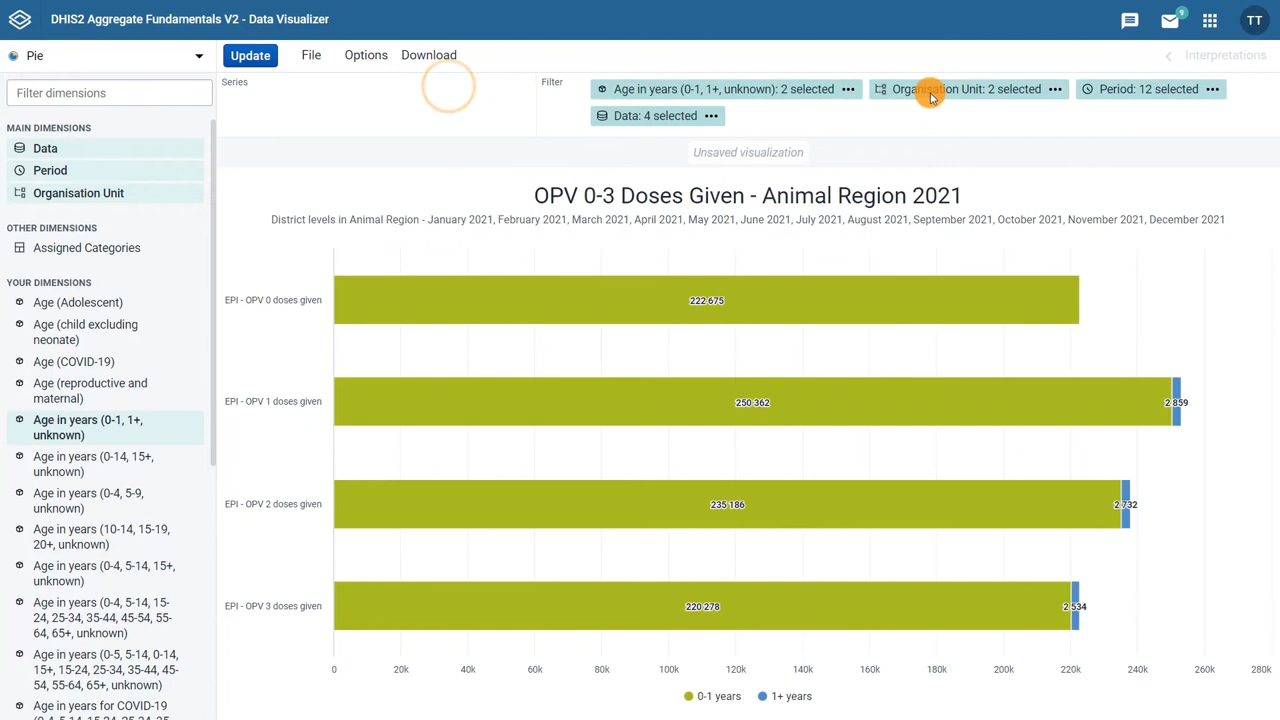 DHIS2 Aggregate Fundamentals V2 - Data Visualizer
9
TT
Pie
Update
File
Options
Download
Interpretations
Filter dimensions
MAIN DIMENSIONS
Data
Period
Organisation Unit
OTHER DIMENSIONS
Assigned Categories
YOUR DIMENSIONS
Age (Adolescent)
Age (child excluding
neonate)
Age (COVID-19)
Age (reproductive and
maternal)
Age in years (0-1, 1+,
unknown)
Age in years (0-14, 15+,
unknown)
Age in years (0-4, 5-9,
unknown)
Age in years (10-14, 15-19,
20+, unknown)
Age in years (0-4, 5-14, 15+,
unknown)
Age in years (0-4, 5-14, 15-
24, 25-34, 35-44, 45-54, 55-
64, 65+, unknown)
Age in years (0-5, 5-14, 0-14,
15+, 15-24, 25-34, 35-44, 45-
54, 55-64, 65+, unknown)
Age in years for COVID-19
Series
Filter
Age in years (0-1, 1+, unknown): 2 selected •••
Organisation Unit: 2 selected •••
Period: 12 selected •••
Data: 4 selected •••
Unsaved visualization
OPV 0-3 Doses Given - Animal Region 2021
District levels in Animal Region - January 2021, February 2021, March 2021, April 2021, May 2021, June 2021, July 2021, August 2021, September 2021, October 2021, November 2021, December 2021
EPI - OPV 0 doses given
222 675
EPI - OPV 1 doses given
250 362
2 859
EPI - OPV 2 doses given
235 186
2 732
EPI - OPV 3 doses given
220 278
2 534
0 20k 40k 60k 80k 100k 120k 140k 160k 180k 200k 220k 240k 260k 280k
0-1 years
1+ years